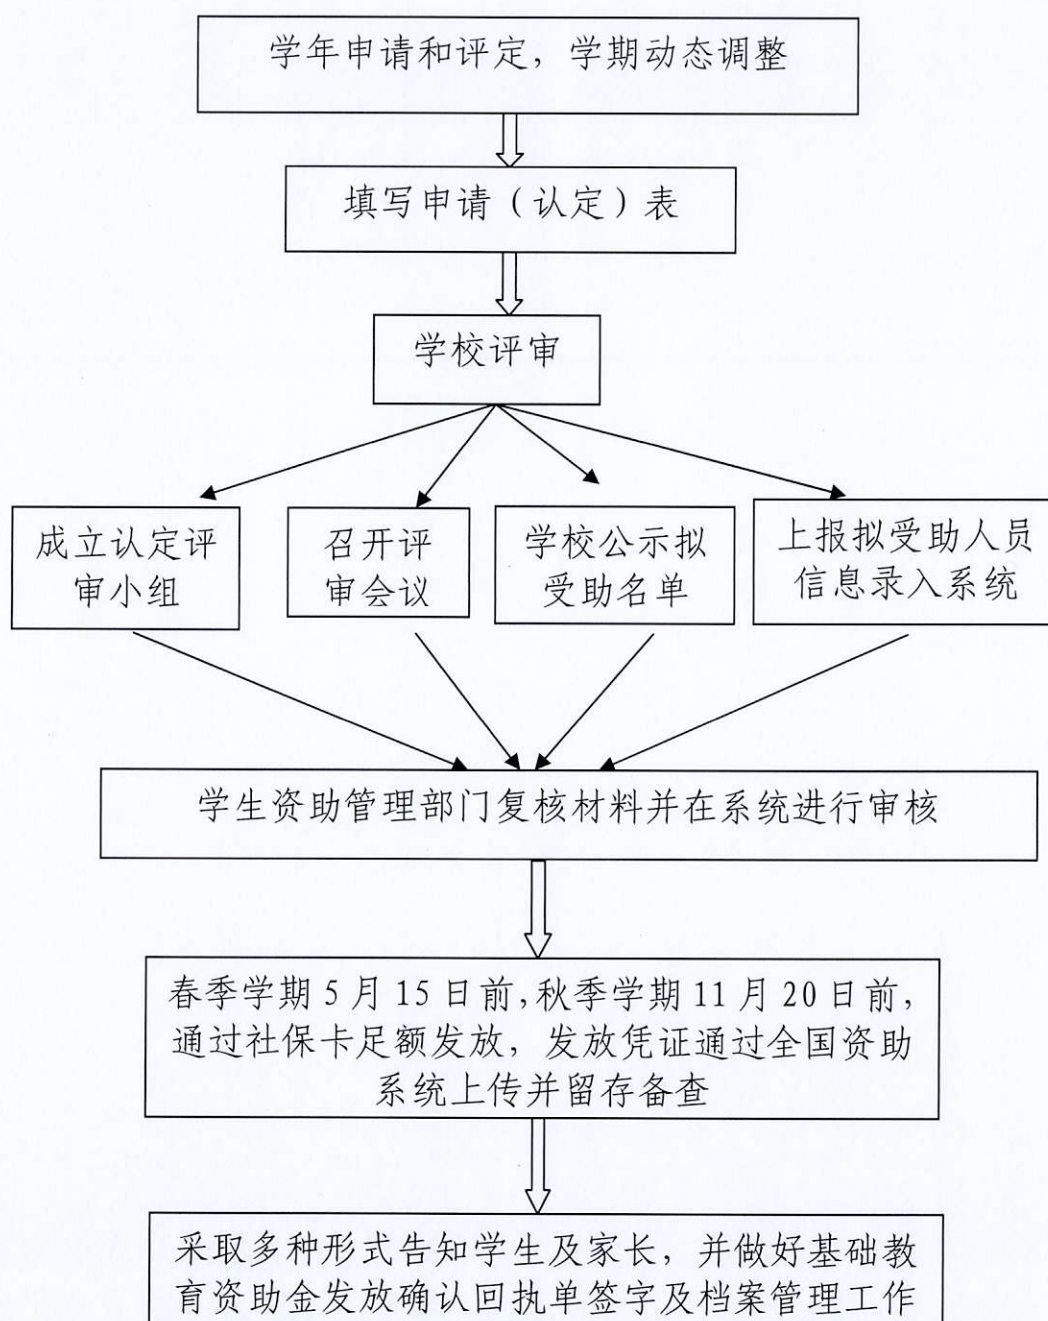 学年申请和评定，学期动态调整
填写申请（认定）表
学校评审
成立认定评
审小组
召开评
审会议
学校公示拟
受助名单
上报拟受助人员
信息录入系统
学生资助管理部门复核材料并在系统进行审核
春季学期5月15日前，秋季学期11月20日前，
通过社保卡足额发放，发放凭证通过全国资助
系统上传并留存备查
采取多种形式告知学生及家长，并做好基础教
育资助金发放确认回执单签字及档案管理工作